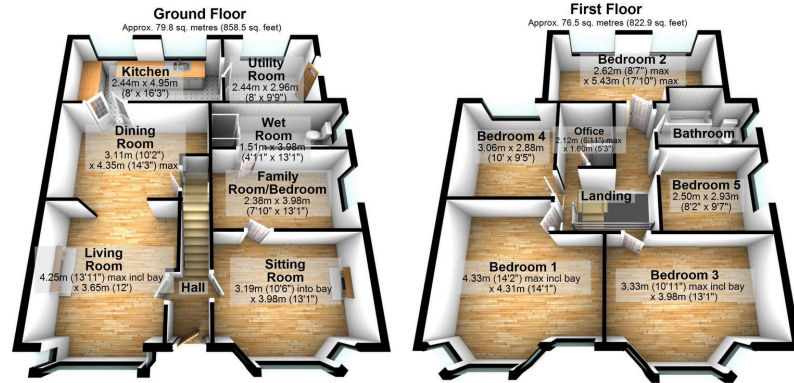 Ground Floor
Approx. 79.8 sq. metres (858.5 sq. feet)
Kitchen
2.44m x 4.95m
(8' x 16'3")
Utility
Room
2.44m x 2.96m
(8' x 9'9")
Wet
Room
1.51m x 3.98m
(4'11" x 13'1")
Dining
Room
3.11m (10'2")
x 4.35m (14'3") max
Family
Room/Bedroom
2.38m x 3.98m
(7'10" x 13'1")
Living
Room
4.25m (13'11") max incl bay
x 3.65m (12')
Hall
Sitting
Room
3.19m (10'6") into bay
x 3.98m (13'1")
First Floor
Approx. 76.5 sq. metres (822.9 sq. feet)
Bedroom 2
2.62m (8'7") max
x 5.43m (17'10") max
Bedroom 4
3.06m x 2.88m
(10' x 9'5")
Office
2.12m (6'11") max
x 1.60m (5'3")
Bathroom
Landing
Bedroom 5
2.50m x 2.93m
(8'2" x 9'7")
Bedroom 1
4.33m (14'2") max incl bay
x 4.31m (14'1")
Bedroom 3
3.33m (10'11") max incl bay
x 3.98m (13'1")